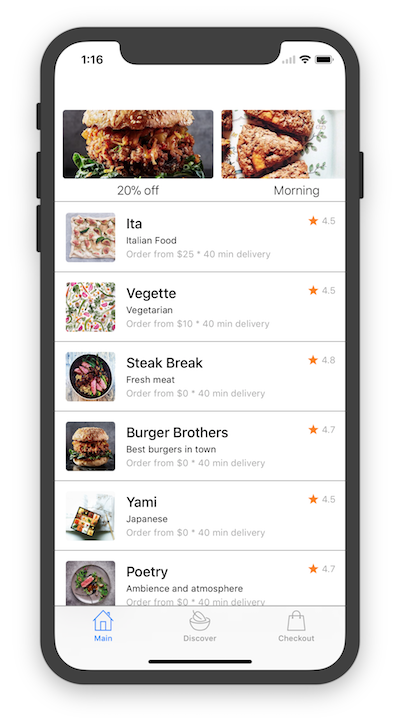 1:16
20% off
Morning
Ita
4.5
Italian Food
Order from $25 * 40 min delivery
Vegette
4.5
Vegetarian
Order from $10 * 40 min delivery
Steak Break
4.8
Fresh meat
Order from $0 * 40 min delivery
Burger Brothers
4.7
Best burgers in town
Order from $0 * 40 min delivery
Yami
4.5
Japanese
Order from $0 * 40 min delivery
Poetry
4.7
Ambience and atmosphere
Order from $0 * 40 min delivery
Main
Discover
Checkout